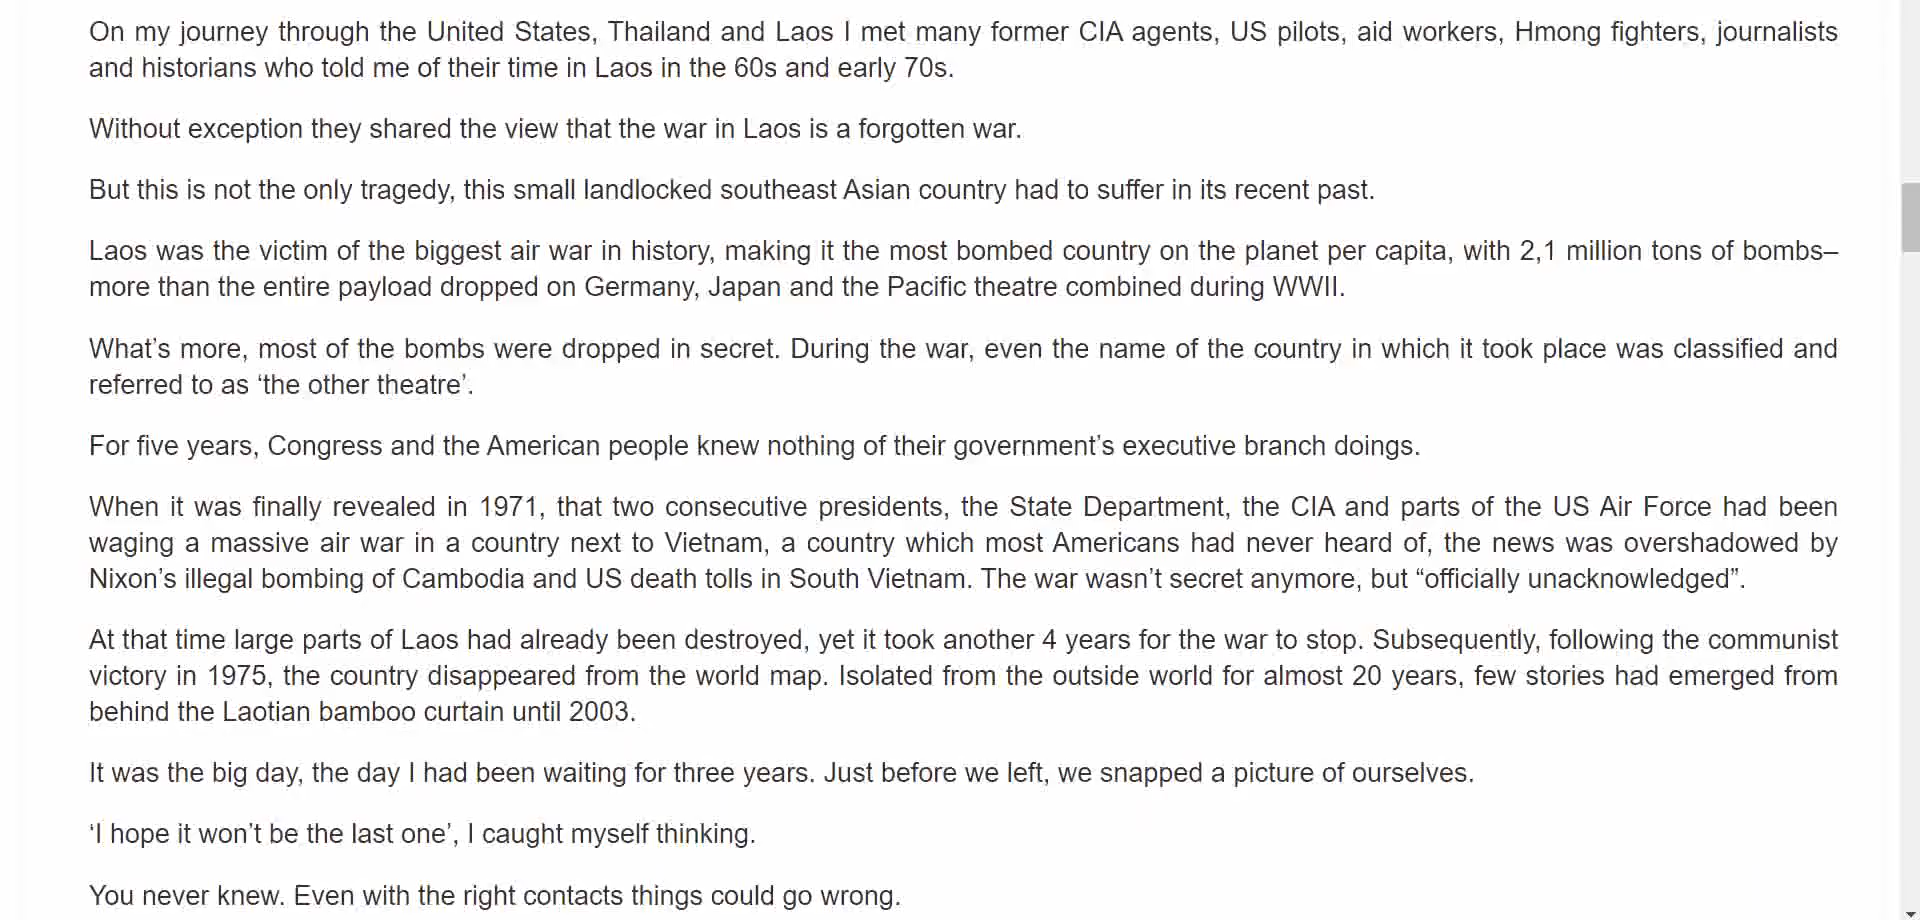 On my journey through the United States, Thailand and Laos I met many former CIA agents, US pilots, aid workers, Hmong fighters, journalists
and historians who told me of their time in Laos in the 60s and early 70s.
Without exception they shared the view that the war in Laos is a forgotten war.
But this is not the only tragedy, this small landlocked southeast Asian country had to suffer in its recent past.
Laos was the victim of the biggest air war in history, making it the most bombed country on the planet per capita, with 2,1 million tons of bombs–
more than the entire payload dropped on Germany, Japan and the Pacific theatre combined during WWII.
What’s more, most of the bombs were dropped in secret. During the war, even the name of the country in which it took place was classified and
referred to as ‘the other theatre’.
For five years, Congress and the American people knew nothing of their government’s executive branch doings.
When it was finally revealed in 1971, that two consecutive presidents, the State Department, the CIA and parts of the US Air Force had been
waging a massive air war in a country next to Vietnam, a country which most Americans had never heard of, the news was overshadowed by
Nixon’s illegal bombing of Cambodia and US death tolls in South Vietnam. The war wasn’t secret anymore, but “officially unacknowledged”.
At that time large parts of Laos had already been destroyed, yet it took another 4 years for the war to stop. Subsequently, following the communist
victory in 1975, the country disappeared from the world map. Isolated from the outside world for almost 20 years, few stories had emerged from
behind the Laotian bamboo curtain until 2003.
It was the big day, the day I had been waiting for three years. Just before we left, we snapped a picture of ourselves.
‘I hope it won’t be the last one’, I caught myself thinking.
You never knew. Even with the right contacts things could go wrong.